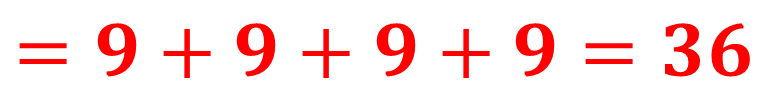 = 9 + 9 + 9 + 9 = 36